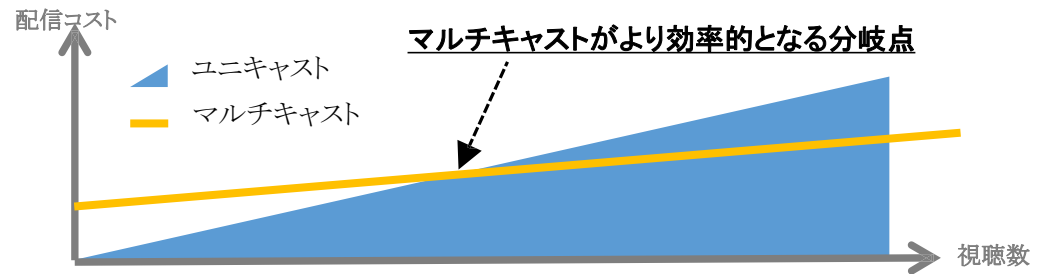 配信コスト
マルチキャストがより効率的となる分岐点
ユニキャスト
マルチキャスト
視聴数